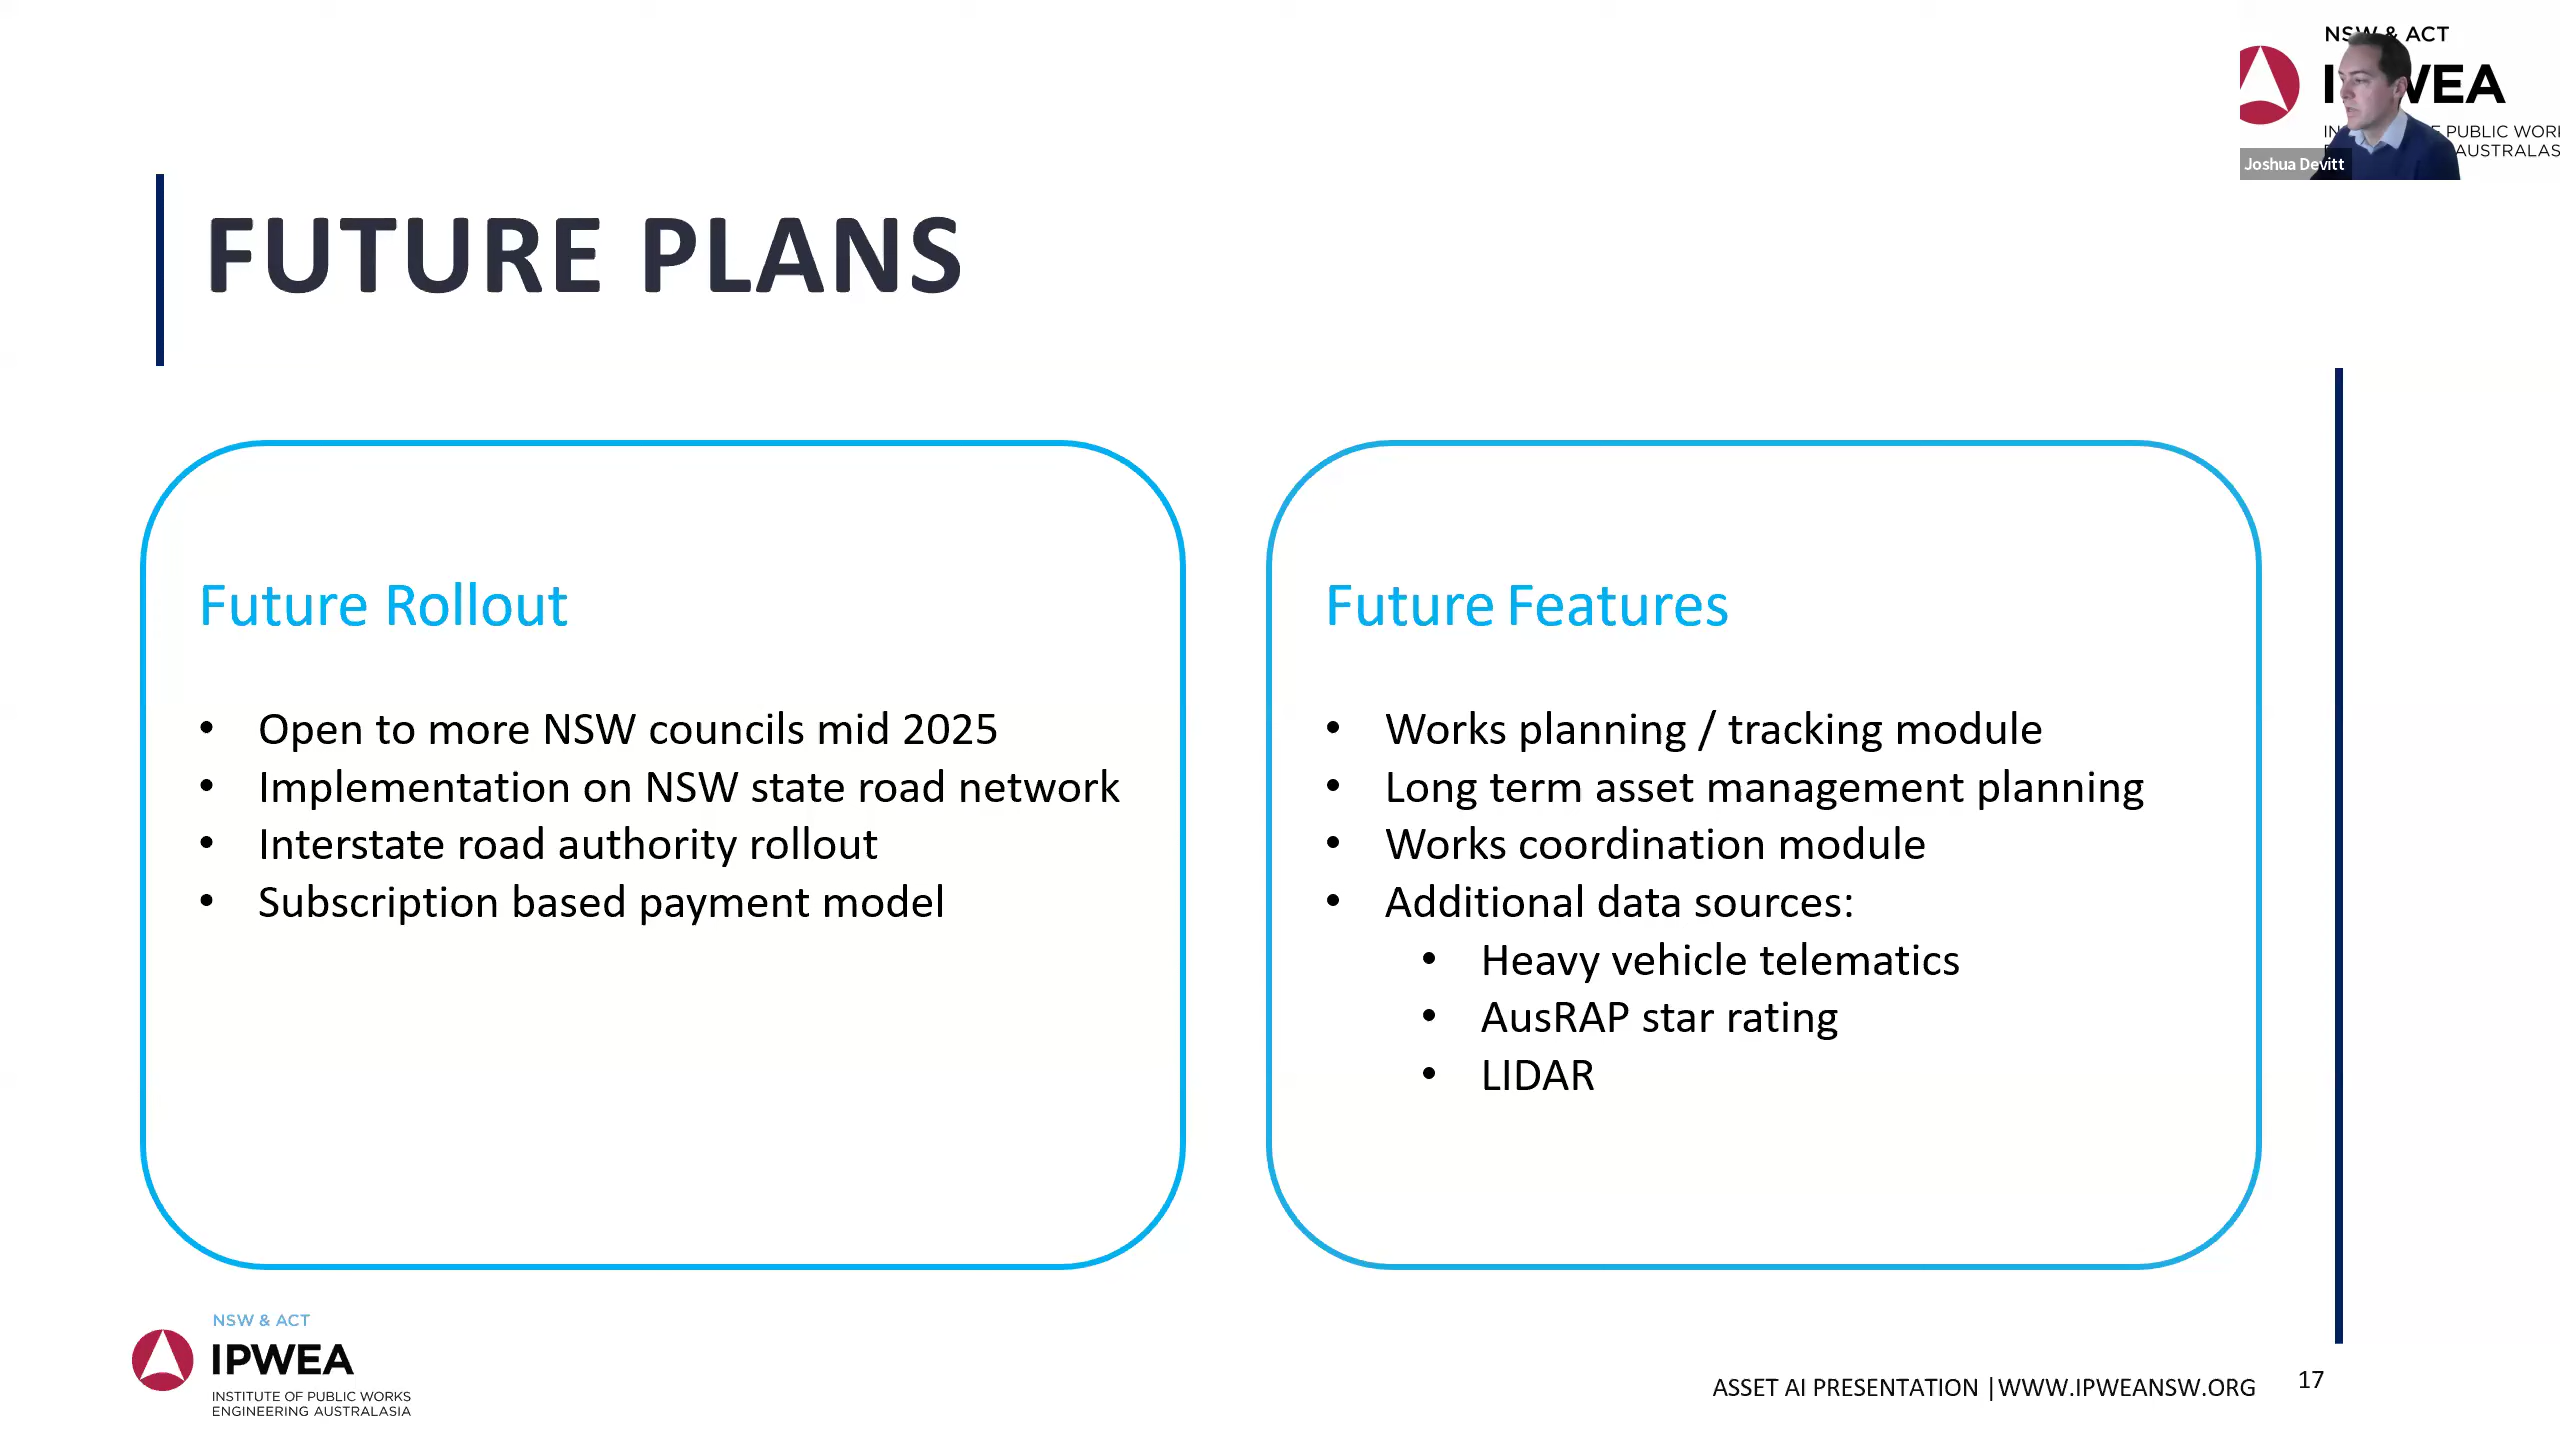 NSW & ACT
EA
PUBLIC WOR
AUSTRALAS
Joshua Devitt
FUTURE PLANS
Future Rollout
• Open to more NSW councils mid 2025
• Implementation on NSW state road network
• Interstate road authority rollout
• Subscription based payment model
Future Features
• Works planning / tracking module
• Long term asset management planning
• Works coordination module
• Additional data sources:
• Heavy vehicle telematics
• AusRAP star rating
• LIDAR
NSW & ACT
IPWEA
INSTITUTE OF PUBLIC WORKS
ENGINEERING AUSTRALASIA
ASSET AI PRESENTATION |WWW.IPWEANSW.ORG
17